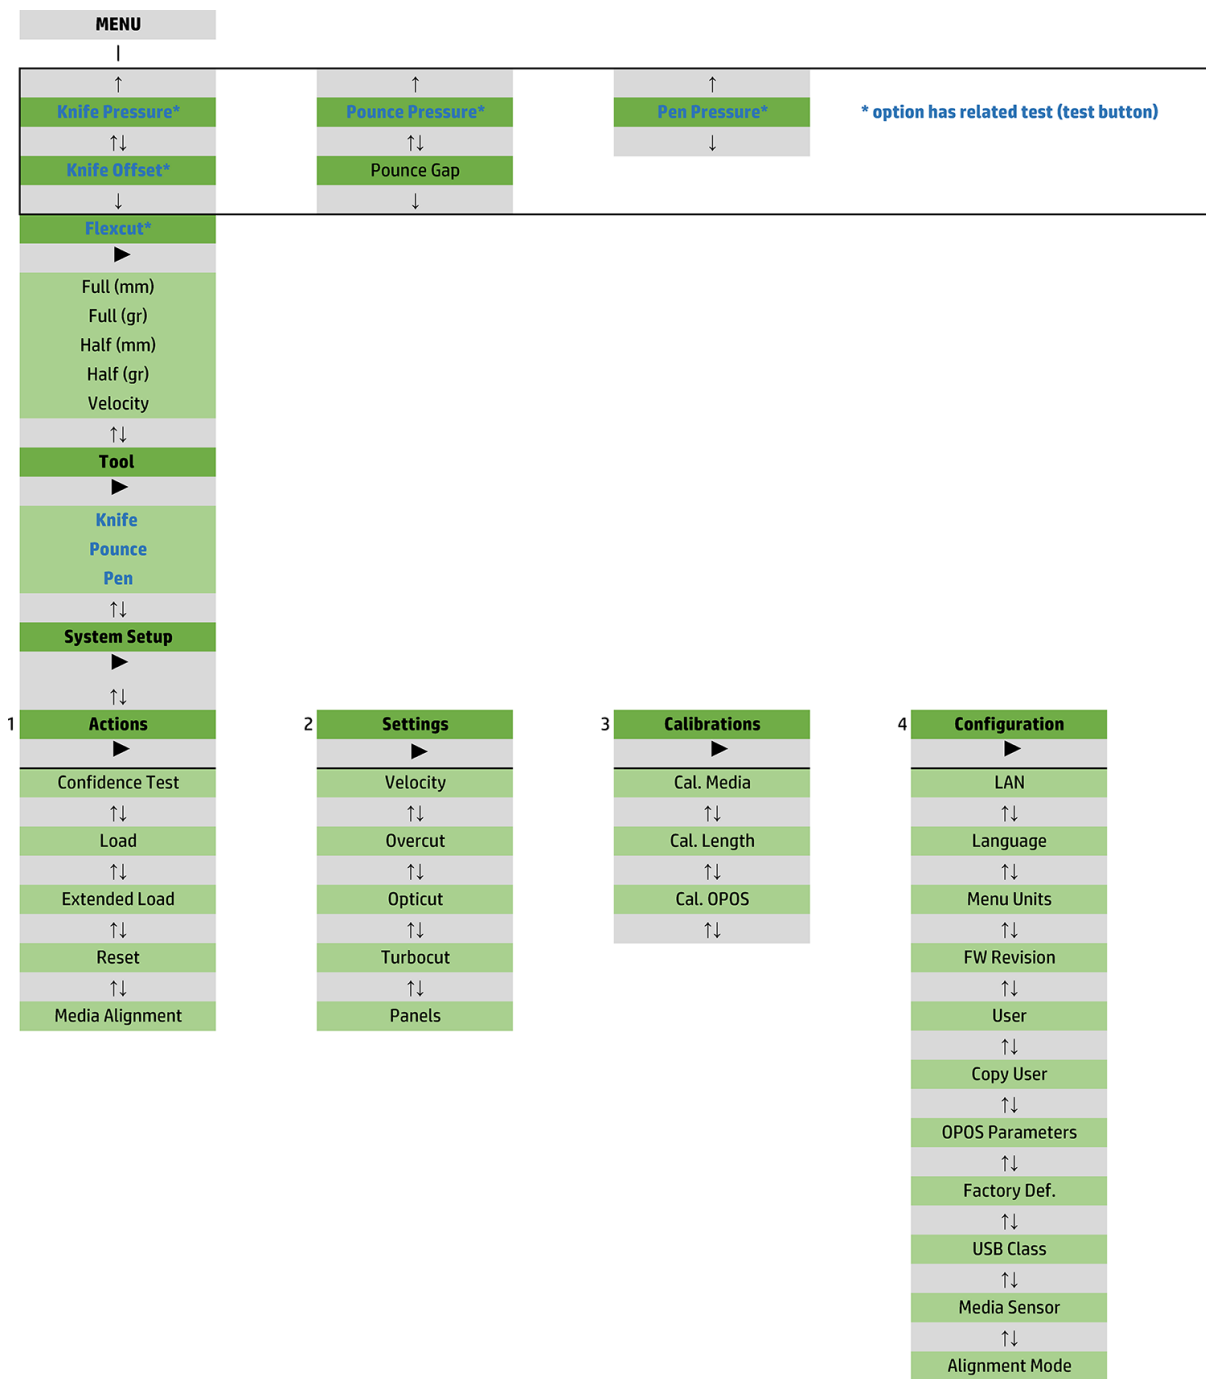 MENU
Knife Pressure*
Pounce Pressure*
Pen Pressure*
* option has related test (test button)
Knife Offset*
Pounce Gap
Flexcut*
Full (mm)
Full (gr)
Half (mm)
Half (gr)
Velocity
Tool
Knife
Pounce
Pen
System Setup
1 Actions
Confidence Test
Load
Extended Load
Reset
Media Alignment
2 Settings
Velocity
Overcut
Opticut
Turbocut
Panels
3 Calibrations
Cal. Media
Cal. Length
Cal. OPOS
4 Configuration
LAN
Language
Menu Units
FW Revision
User
Copy User
OPOS Parameters
Factory Def.
USB Class
Media Sensor
Alignment Mode